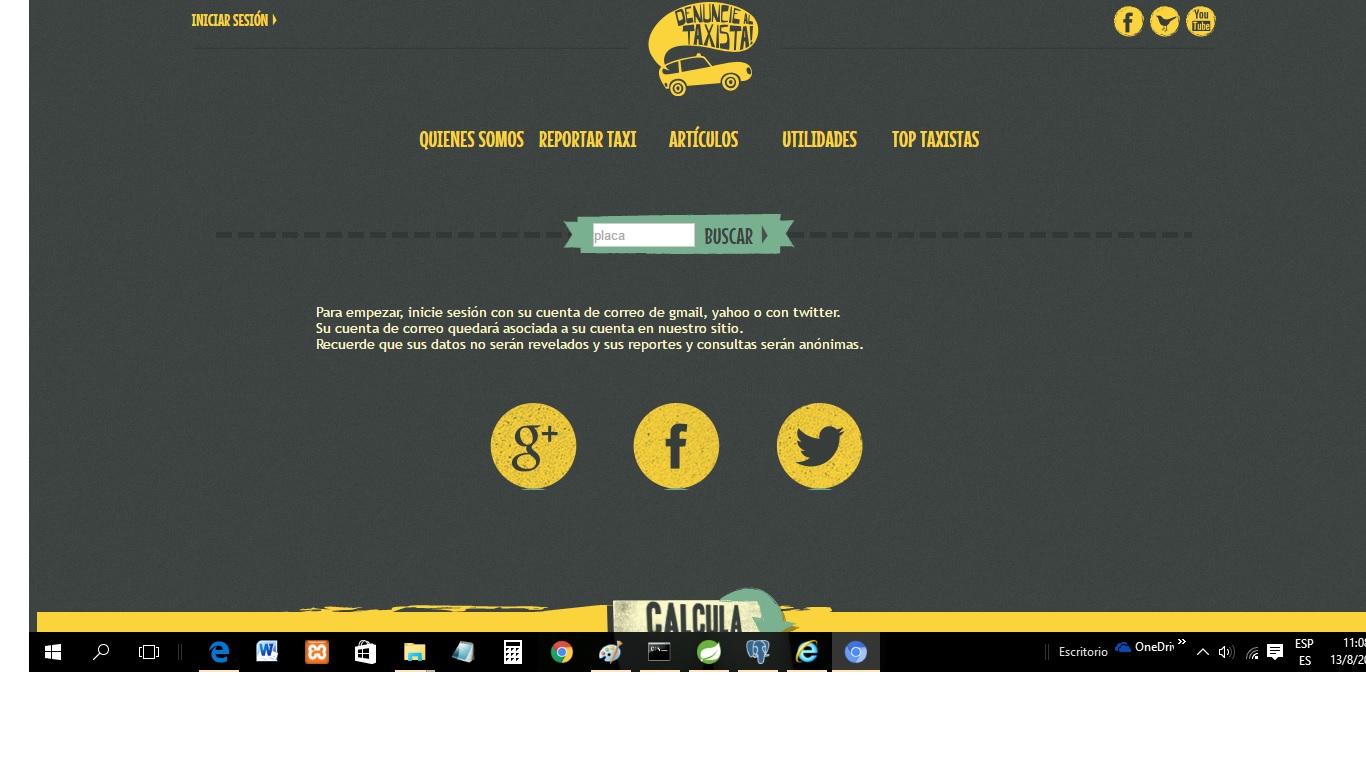 INICIAR SESIÓN
DENUNCIE AL
TAXISTA!
You
Tube
QUIENES SOMOS REPORTAR TAXI ARTÍCULOS UTILIDADES TOP TAXISTAS
placa BUSCAR
Para empezar, inicie sesión con su cuenta de correo de gmail, yahoo o con twitter.
Su cuenta de correo quedará asociada a su cuenta en nuestro sitio.
Recuerde que sus datos no serán revelados y sus reportes y consultas serán anónimas.
g+
CALCULA
Escritorio OneDri
ESP
ES
11:08
13/8/20